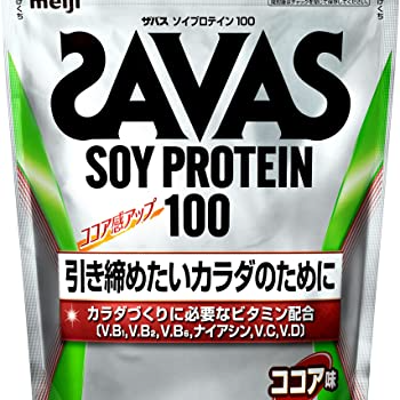 meiji
ザバス ソイプロテイン 100
SAVAS
SOY PROTEIN
ココア感アップ
100
引き締めたいカラダのために
カラダづくりに必要なビタミン配合
(V.B1,V.B2,V.B6,ナイアシン,V.C,V.D)
ココア味